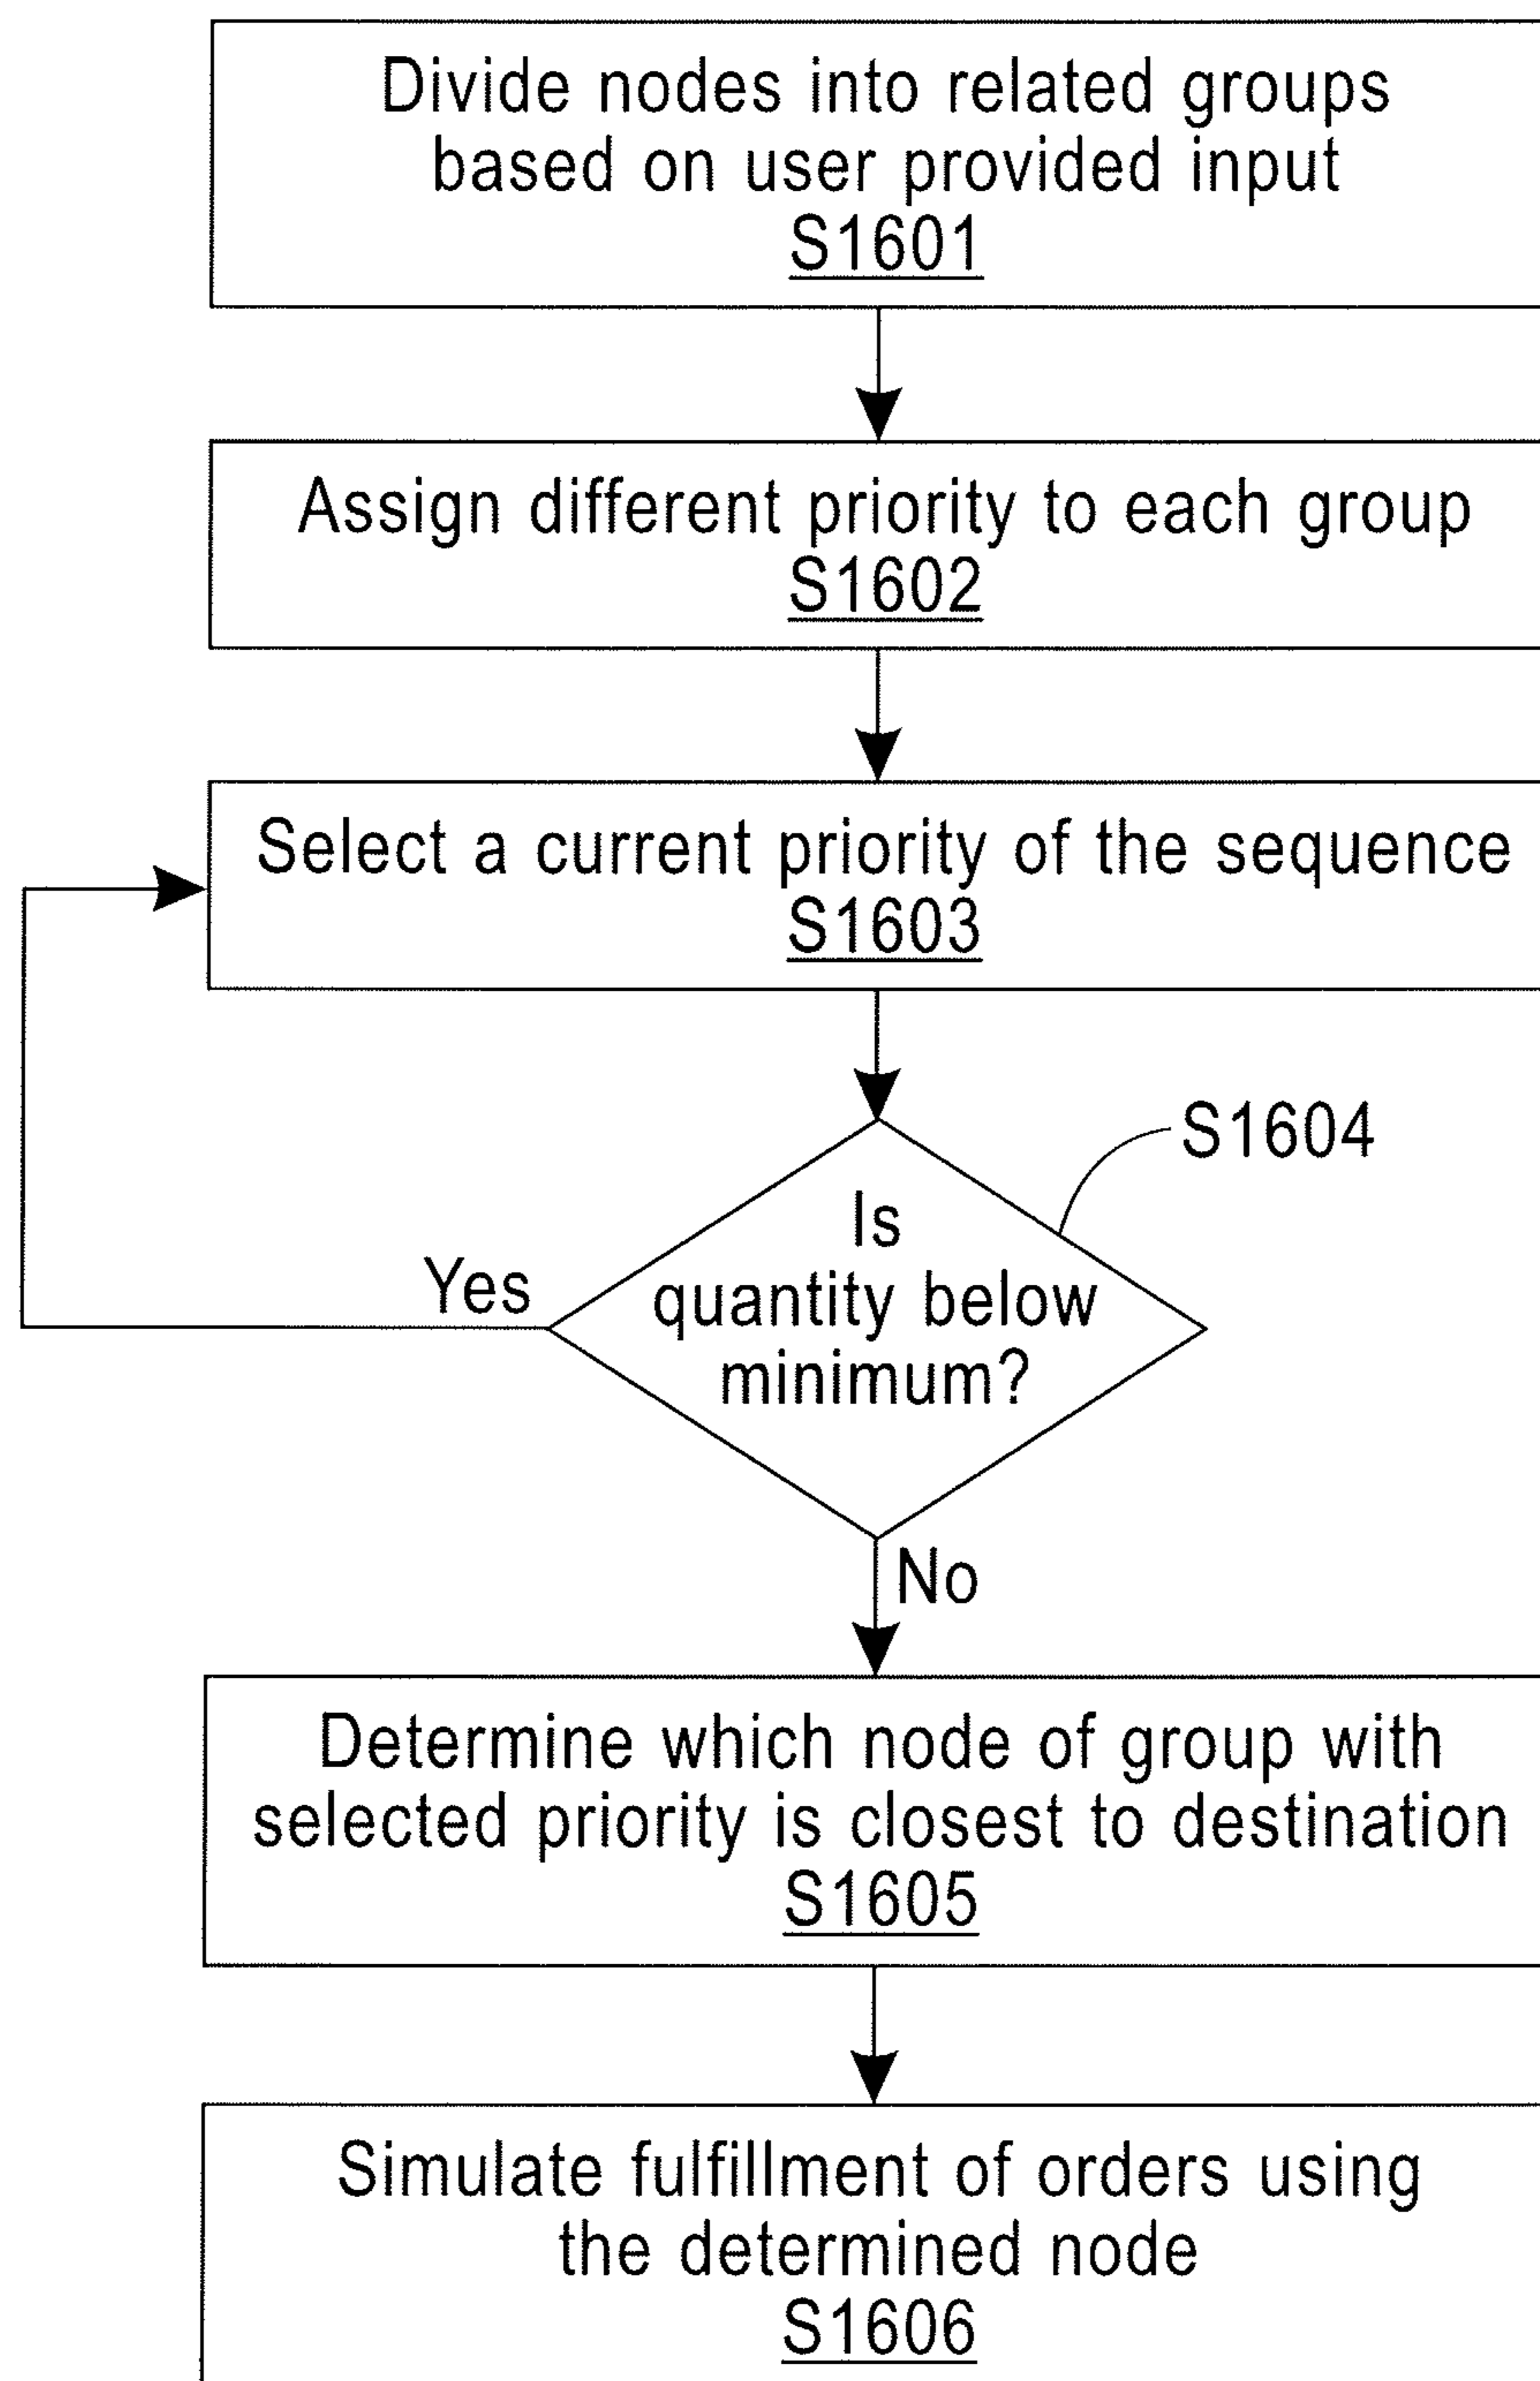 Divide nodes into related groups
based on user provided input
S1601
Assign different priority to each group
S1602
Select a current priority of the sequence
S1603
S1604
Is
quantity below
minimum?
Yes
No
Determine which node of group with
selected priority is closest to destination
S1605
Simulate fulfillment of orders using
the determined node
S1606